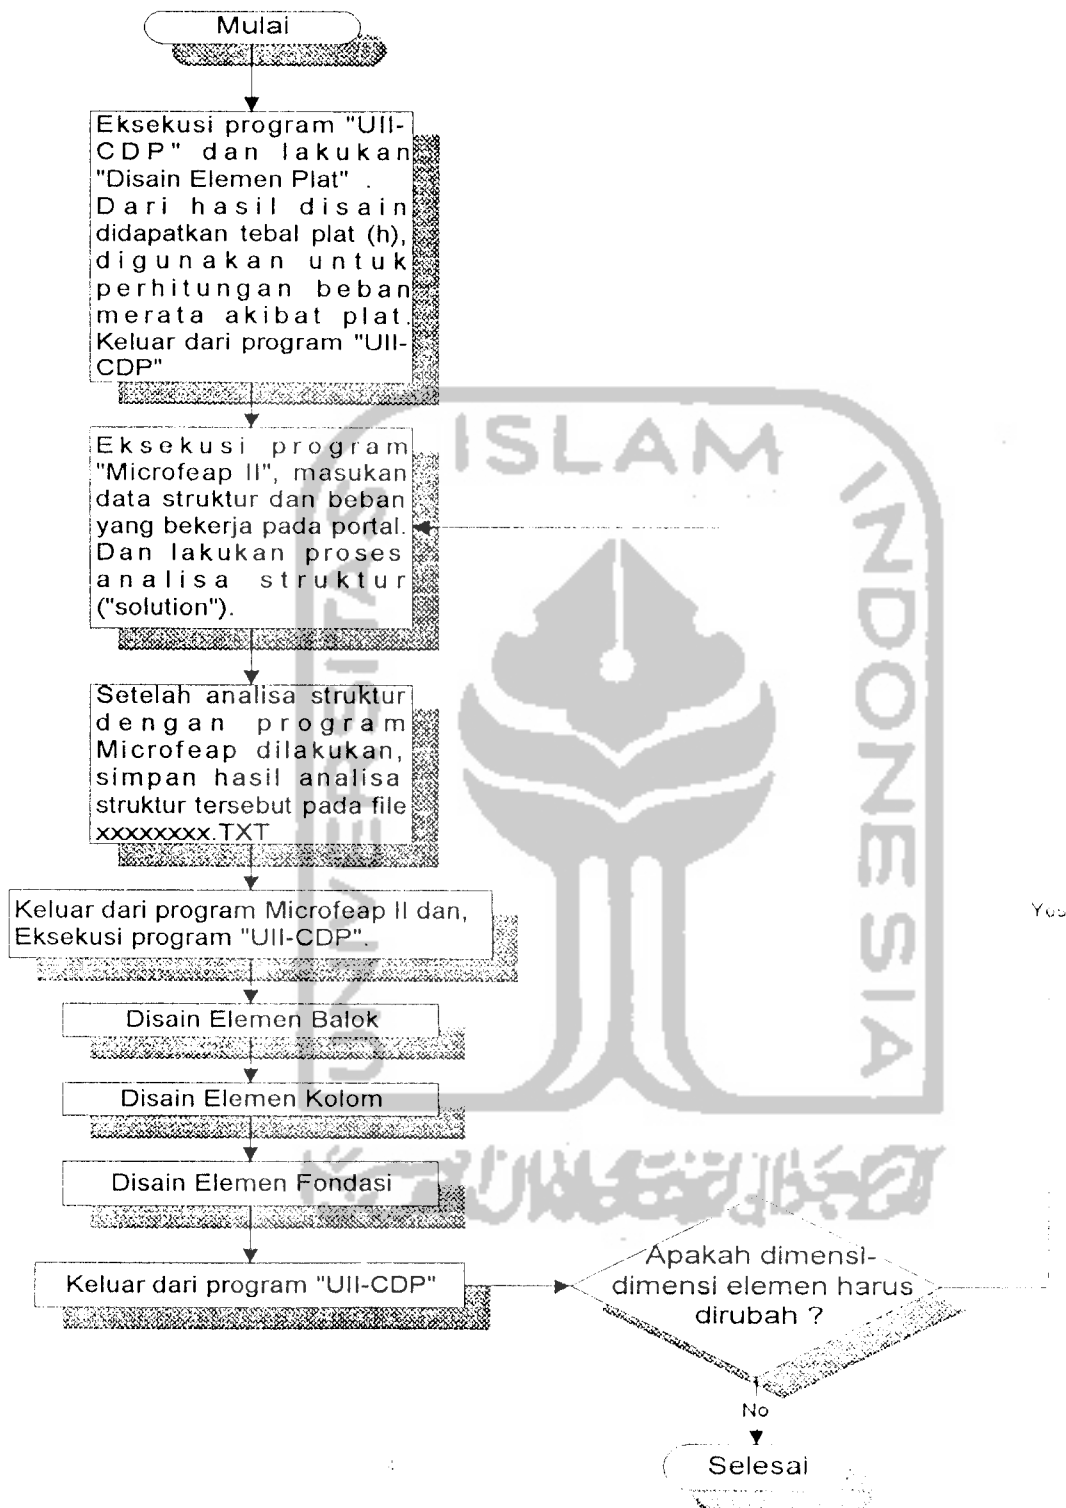 Mulai
Eksekusi program "UII-
CDP" dan lakukan
"Disain Elemen Plat" .
Dari hasil disain
didapatkan tebal plat (h),
digunakan untuk
perhitungan beban
merata akibat plat.
Keluar dari program "UII-
CDP"
Eksekusi program
"Microfeap II", masukan
data struktur dan beban
yang bekerja pada portal.
Dan lakukan proses
analisa struktur
("solution").
Setelah analisa struktur
dengan program
Microfeap dilakukan,
simpan hasil analisa
struktur tersebut pada file
xxxxxxxx.TXT
Keluar dari program Microfeap II dan,
Eksekusi program "UII-CDP".
Disain Elemen Balok
Disain Elemen Kolom
Disain Elemen Fondasi
Keluar dari program "UII-CDP"
Apakah dimensi-
dimensi elemen harus
dirubah ?
Yes
No
Selesai
UNIVERSITAS
ISLAM
INDONESIA